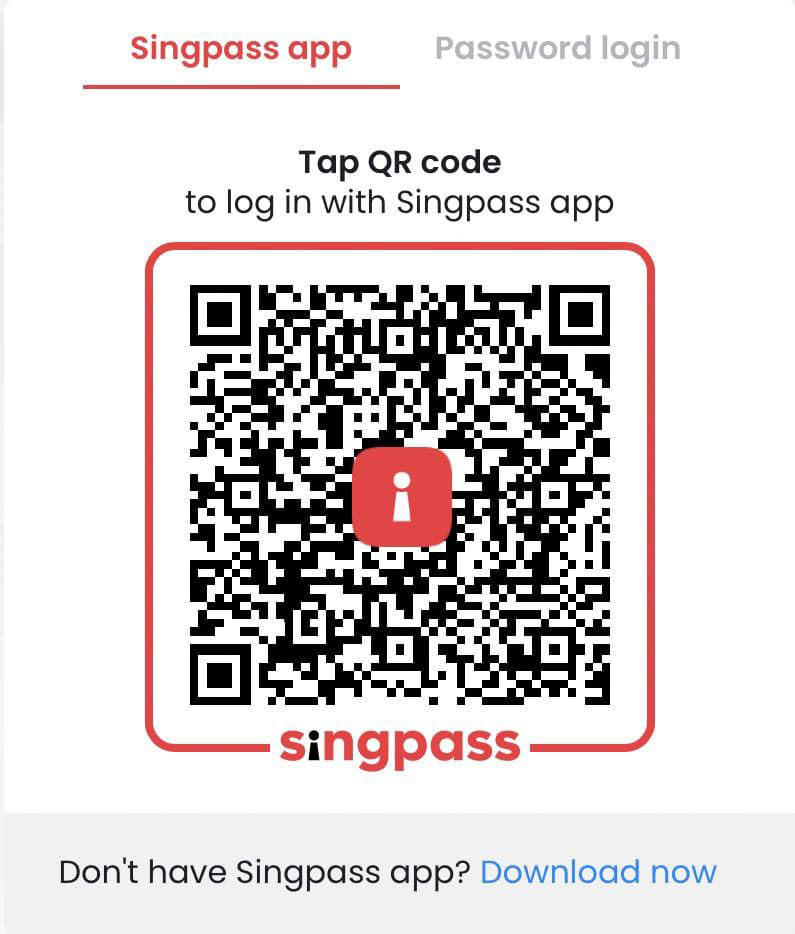 Singpass app Password login
Tap QR code
to log in with Singpass app
singpass
Don't have Singpass app? Download now